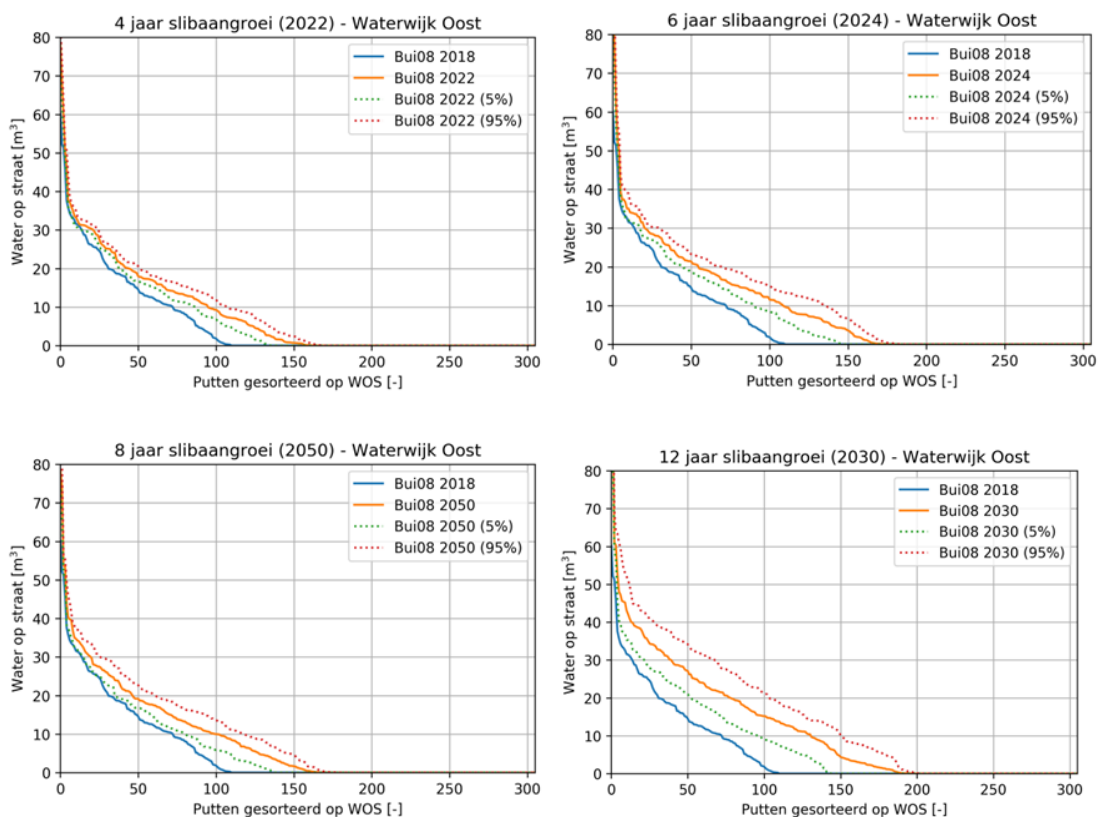 4 jaar slibaangroei (2022) - Waterwijk Oost
80
70
60
50
40
30
20
10
0
Water op straat [m³]
Bui08 2018
Bui08 2022
Bui08 2022 (5%)
Bui08 2022 (95%)
0 50 100 150 200 250 300
Putten gesorteerd op WOS [-]
6 jaar slibaangroei (2024) - Waterwijk Oost
80
70
60
50
40
30
20
10
0
Water op straat [m³]
Bui08 2018
Bui08 2024
Bui08 2024 (5%)
Bui08 2024 (95%)
0 50 100 150 200 250 300
Putten gesorteerd op WOS [-]
8 jaar slibaangroei (2050) - Waterwijk Oost
80
70
60
50
40
30
20
10
0
Water op straat [m³]
Bui08 2018
Bui08 2050
Bui08 2050 (5%)
Bui08 2050 (95%)
0 50 100 150 200 250 300
Putten gesorteerd op WOS [-]
12 jaar slibaangroei (2030) - Waterwijk Oost
80
70
60
50
40
30
20
10
0
Water op straat [m³]
Bui08 2018
Bui08 2030
Bui08 2030 (5%)
Bui08 2030 (95%)
0 50 100 150 200 250 300
Putten gesorteerd op WOS [-]